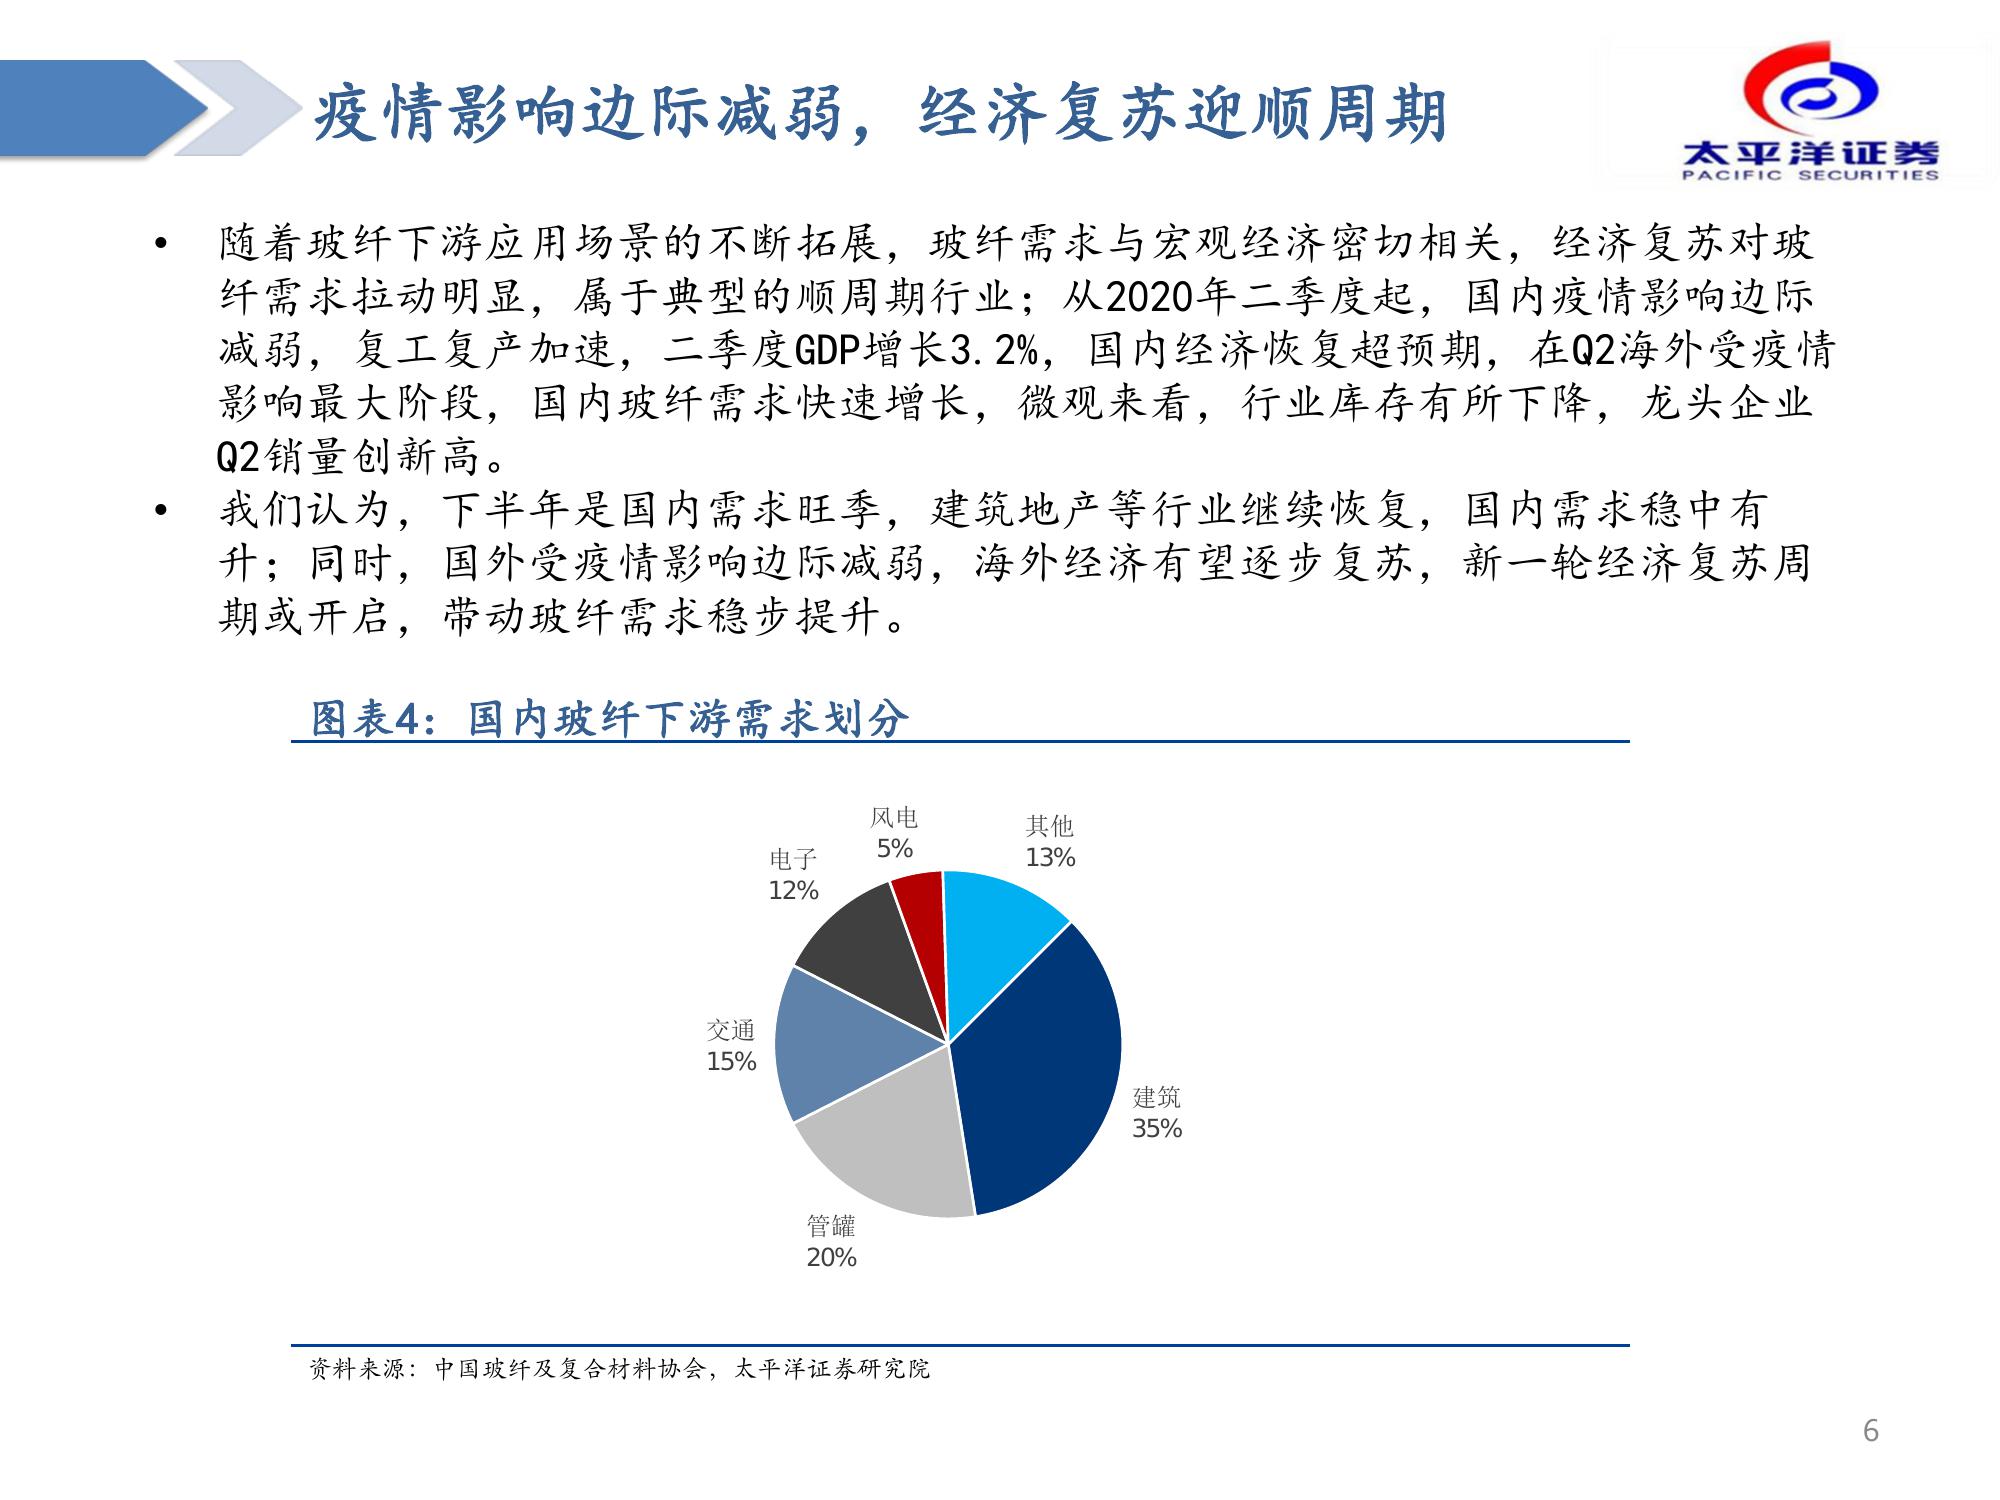 疫情影响边际减弱，经济复苏迎顺周期
太平洋证券
PACIFIC SECURITIES
• 随着玻纤下游应用场景的不断拓展，玻纤需求与宏观经济密切相关，经济复苏对玻
纤需求拉动明显，属于典型的顺周期行业；从2020年二季度起，国内疫情影响边际
减弱，复工复产加速，二季度GDP增长3.2%，国内经济恢复超预期，在Q2海外受疫情
影响最大阶段，国内玻纤需求快速增长，微观来看，行业库存有所下降，龙头企业
Q2销量创新高。
• 我们认为，下半年是国内需求旺季，建筑地产等行业继续恢复，国内需求稳中有
升；同时，国外受疫情影响边际减弱，海外经济有望逐步复苏，新一轮经济复苏周
期或开启，带动玻纤需求稳步提升。
图表4：国内玻纤下游需求划分
风电
5%
其他
13%
电子
12%
交通
15%
建筑
35%
管罐
20%
资料来源：中国玻纤及复合材料协会，太平洋证券研究院
6